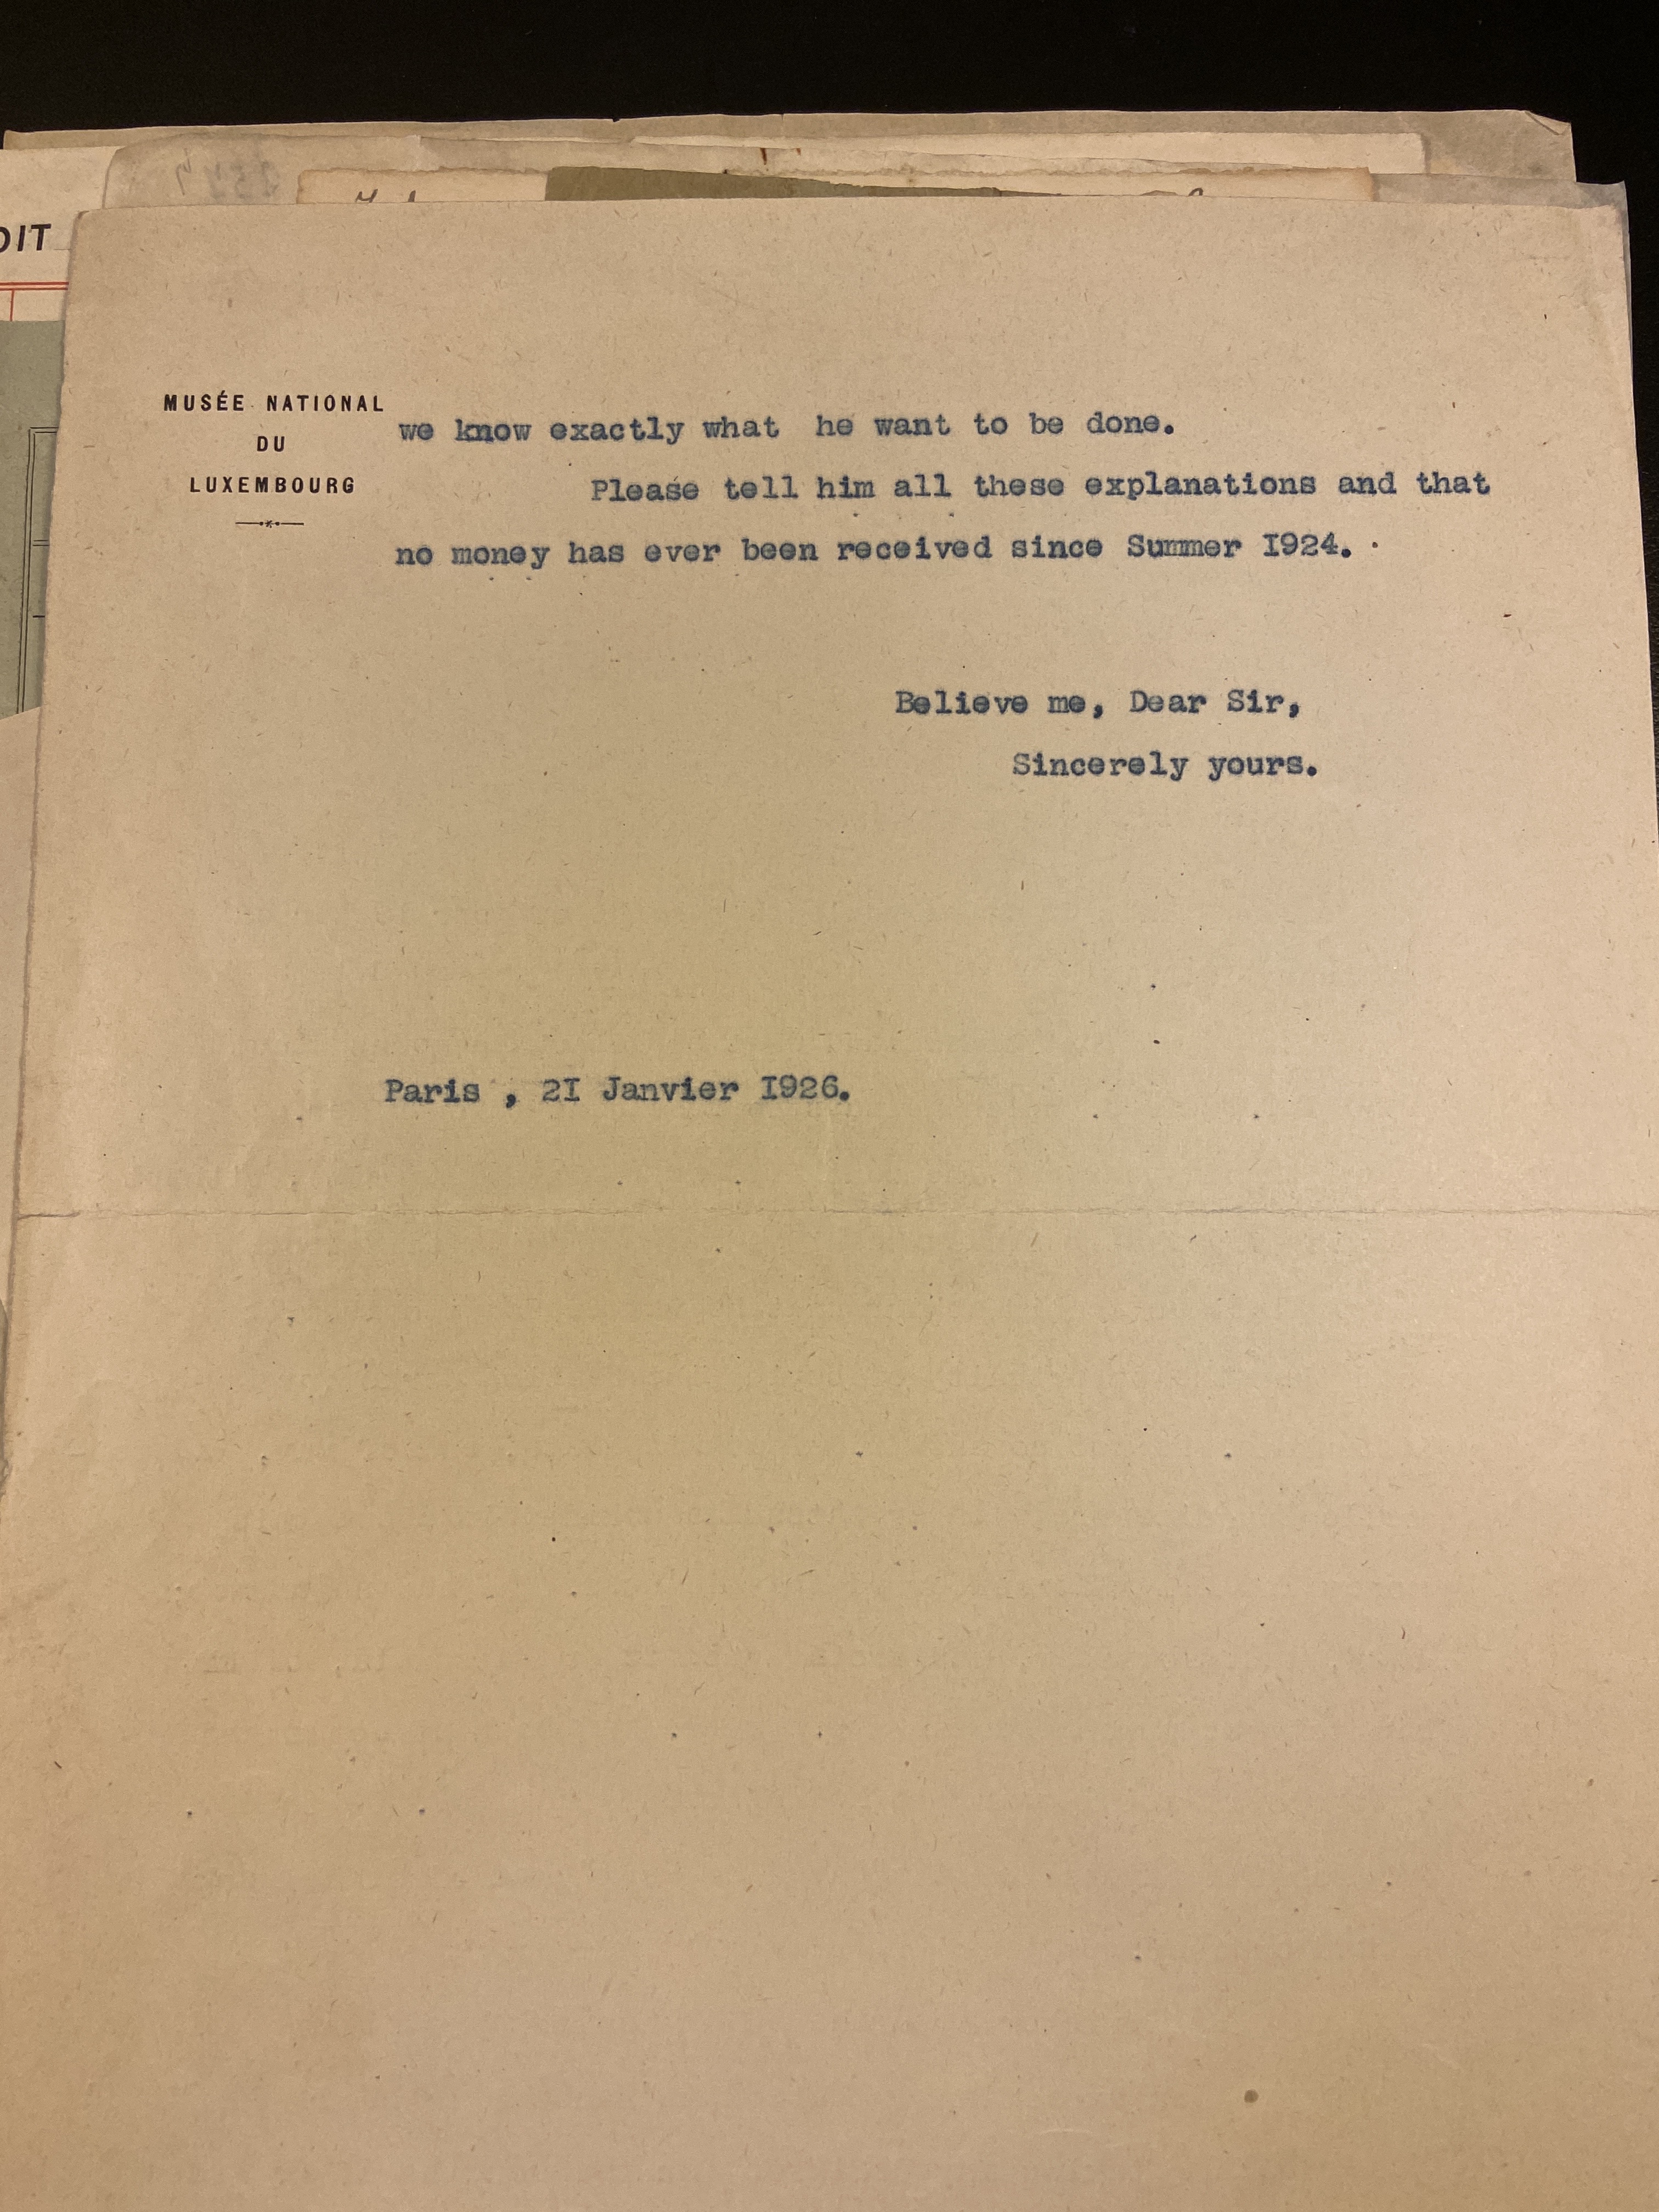 OIT
MUSÉE NATIONAL
DU
LUXEMBOURG
we know exactly what he want to be done.
Please tell him all these explanations and that
no money has ever been received since Summer I924.
Believe me, Dear Sir,
Sincerely yours.
Paris , 2I Janvier I926.